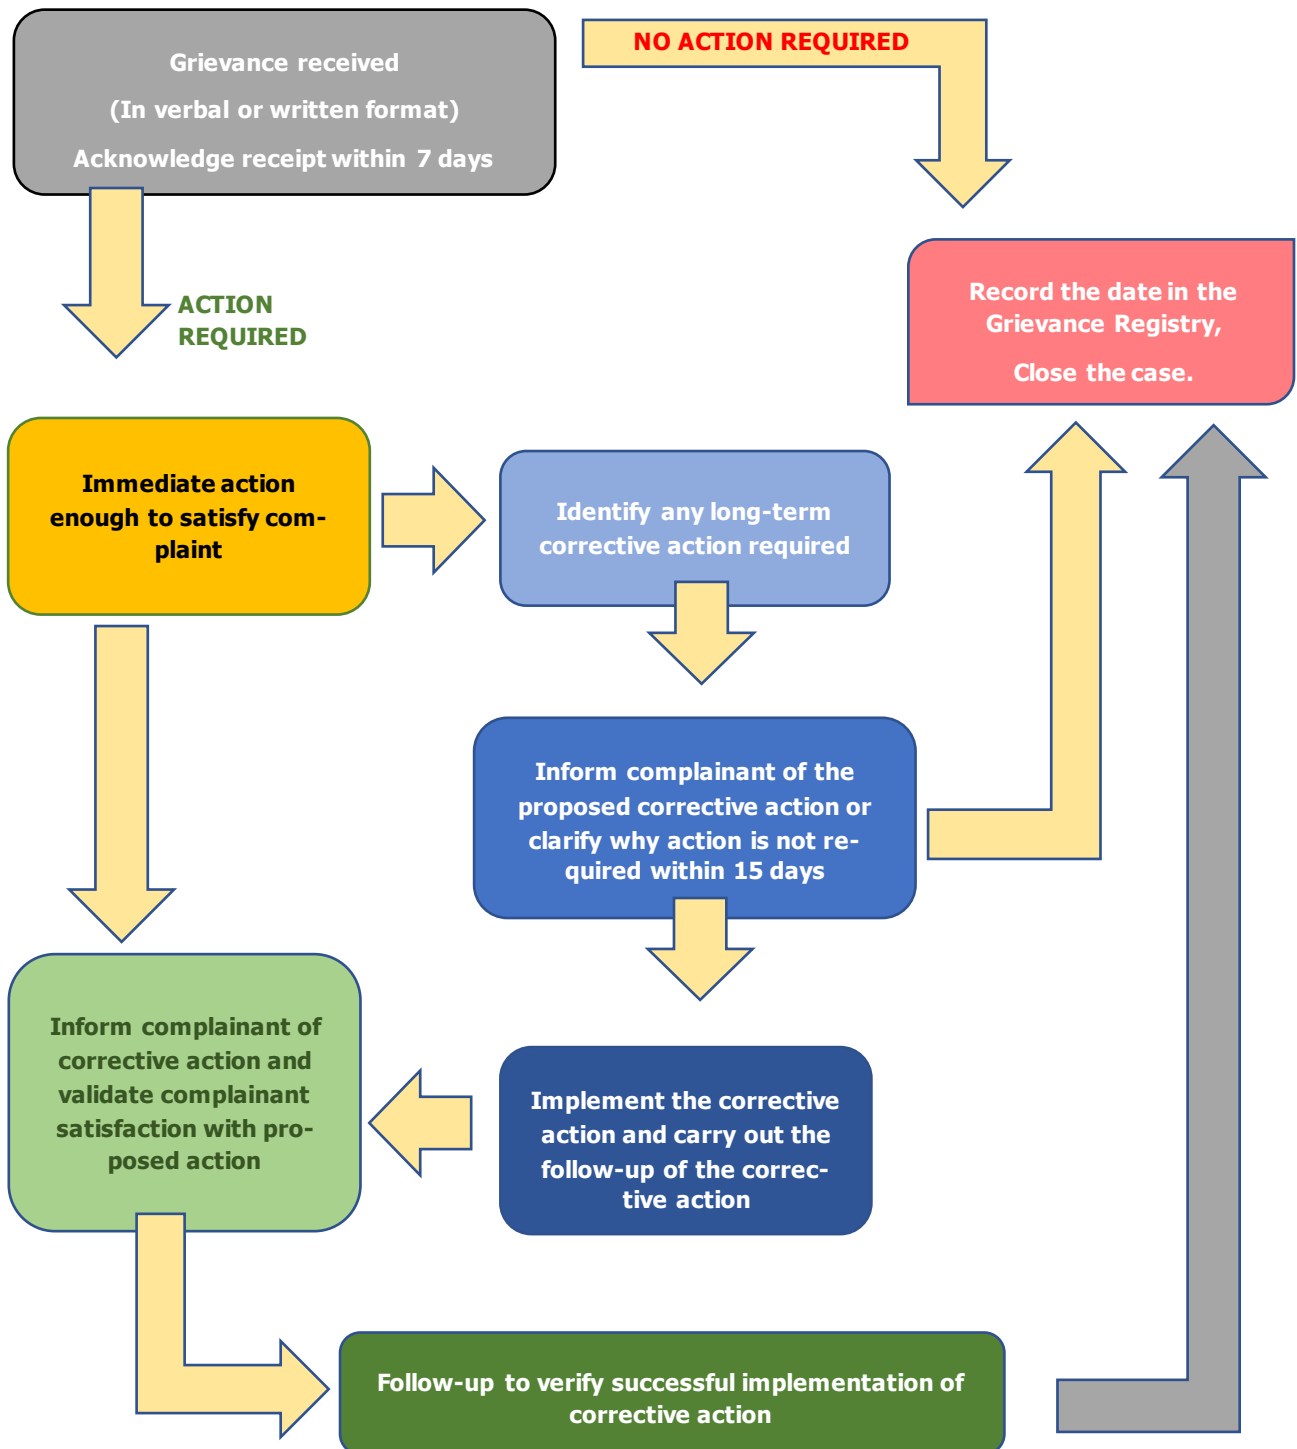 Grievance received
(In verbal or written format)
Acknowledge receipt within 7 days
NO ACTION REQUIRED
ACTION
REQUIRED
Record the date in the
Grievance Registry,
Close the case.
Immediate action
enough to satisfy com-
plaint
Identify any long-term
corrective action required
Inform complainant of the
proposed corrective action or
clarify why action is not re-
quired within 15 days
Inform complainant of
corrective action and
validate complainant
satisfaction with pro-
posed action
Implement the corrective
action and carry out the
follow-up of the correc-
tive action
Follow-up to verify successful implementation of
corrective action